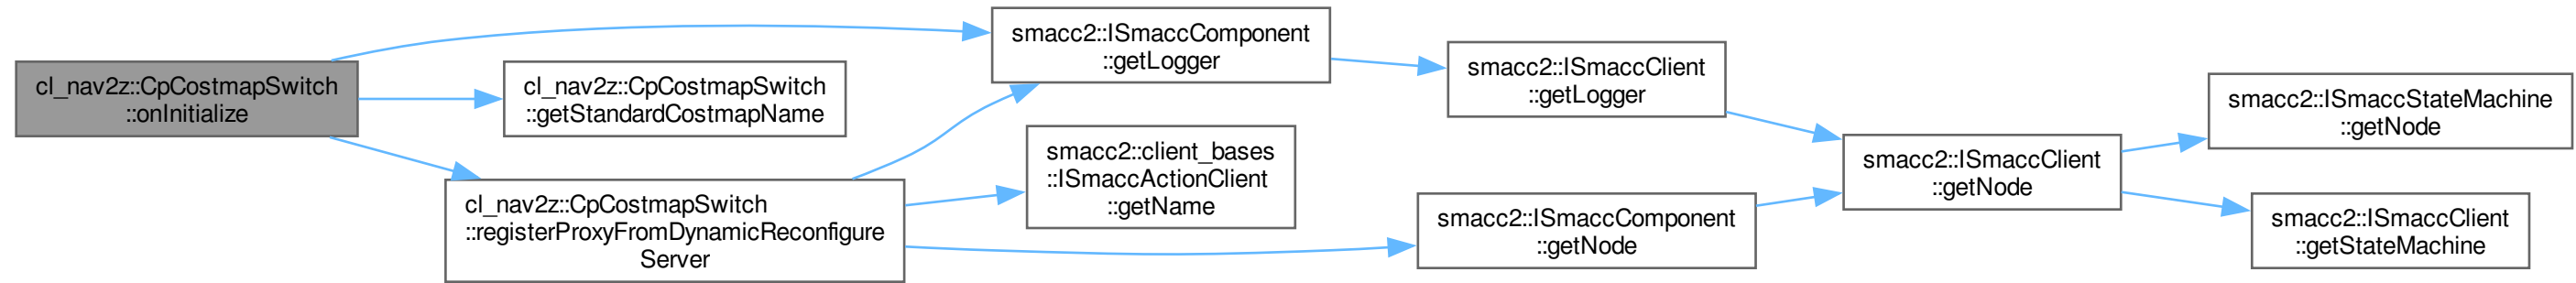 cl_nav2z::CpCostmapSwitch
::onInitialize
smacc2::ISmaccComponent
::getLogger
cl_nav2z::CpCostmapSwitch
::getStandardCostmapName
cl_nav2z::CpCostmapSwitch
::registerProxyFromDynamicReconfigure
Server
smacc2::client_bases
::ISmaccActionClient
::getName
smacc2::ISmaccClient
::getLogger
smacc2::ISmaccComponent
::getNode
smacc2::ISmaccClient
::getNode
smacc2::ISmaccStateMachine
::getNode
smacc2::ISmaccClient
::getStateMachine